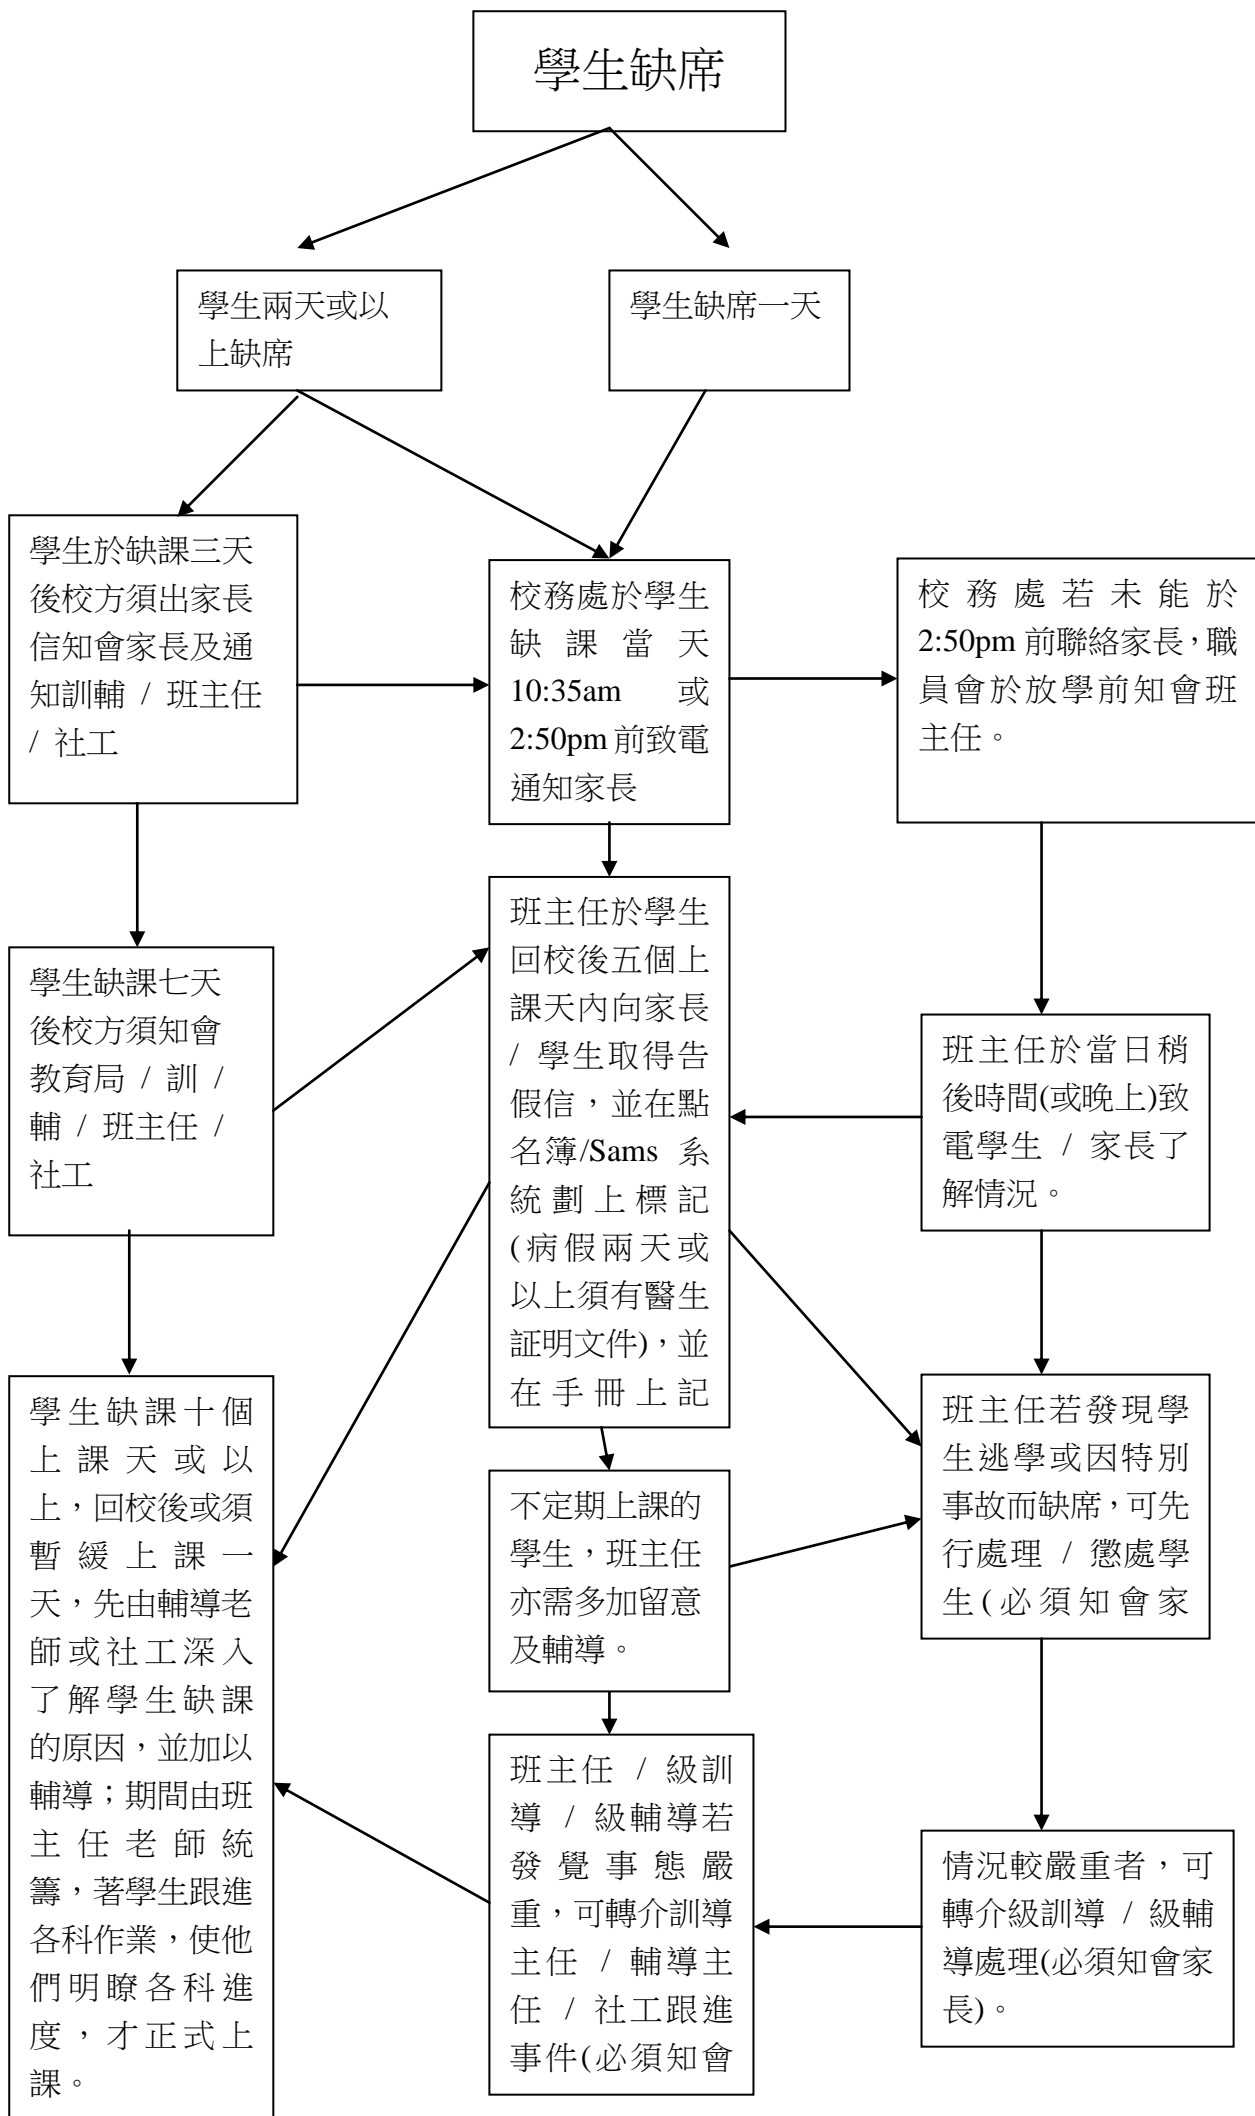 學生缺席
學生兩天或以
上缺席
學生缺席一天
學生於缺課三天
後校方須出家長
信知會家長及通
知訓輔 / 班主任
/ 社工
校務處於學生
缺課當天
10:35am 或
2:50pm 前致電
通知家長
校務處若未能於
2:50pm 前聯絡家長，職
員會於放學前知會班
主任。
學生缺課七天
後校方須知會
教育局 / 訓 /
輔 / 班主任 /
社工
班主任於學生
回校後五個上
課天內向家長
/ 學生取得告
假信，並在點
名簿/Sams 系
統劃上標記
(病假兩天或
以上須有醫生
証明文件)，並
在手冊上記
班主任於當日稍
後時間(或晚上)致
電學生 / 家長了
解情況。
學生缺課十個
上課天或以
上，回校後或須
暫緩上課一
天，先由輔導老
師或社工深入
了解學生缺課
的原因，並加以
輔導；期間由班
主任老師統
籌，著學生跟進
各科作業，使他
們明瞭各科進
度，才正式上
課。
不定期上課的
學生，班主任
亦需多加留意
及輔導。
班主任若發現學
生逃學或因特別
事故而缺席，可先
行處理 / 懲處學
生(必須知會家
班主任 / 級訓
導 / 級輔導若
發覺事態嚴
重，可轉介訓導
主任 / 輔導主
任 / 社工跟進
事件(必須知會
情況較嚴重者，可
轉介級訓導 / 級輔
導處理(必須知會家
長)。